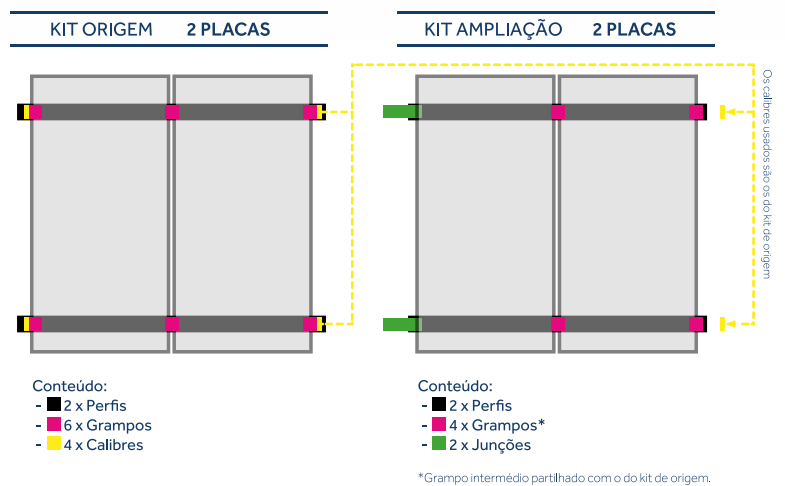 KIT ORIGEM 2 PLACAS
KIT AMPLIAÇÃO 2 PLACAS
Os calibres usados são os do kit de origem
Conteúdo:
- 2 x Perfis
- 6 x Grampos
- 4 x Calibres
Conteúdo:
- 2 x Perfis
- 4 x Grampos*
- 2 x Junções
*Grampo intermédio partilhado com o do kit de origem.